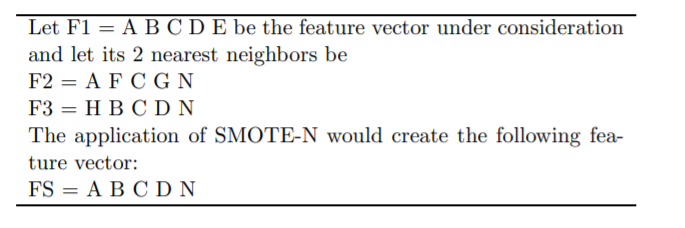 Let F1 = A B C D E be the feature vector under consideration
and let its 2 nearest neighbors be
F2 = A F C G N
F3 = H B C D N
The application of SMOTE-N would create the following fea-
ture vector:
FS = A B C D N